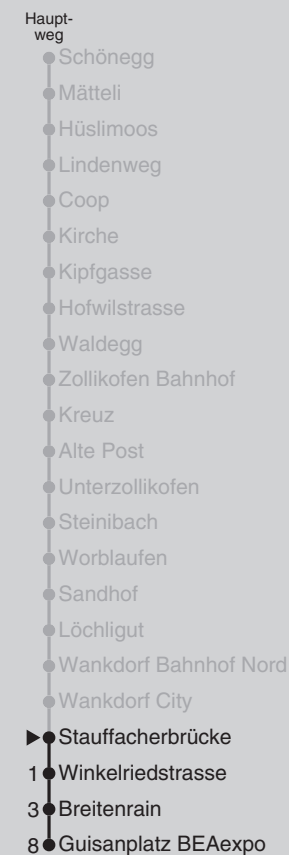 Haupt-
weg
Schönegg
Mätteli
Hüslimoos
Lindenweg
Coop
Kirche
Kipfgasse
Hofwilstrasse
Waldegg
Zollikofen Bahnhof
Kreuz
Alte Post
Unterzollikofen
Steinibach
Worblaufen
Sandhof
Löchligut
Wankdorf Bahnhof Nord
Wankdorf City
Stauffacherbrücke
1 Winkelriedstrasse
3 Breitenrain
8 Guisanplatz BEAexpo